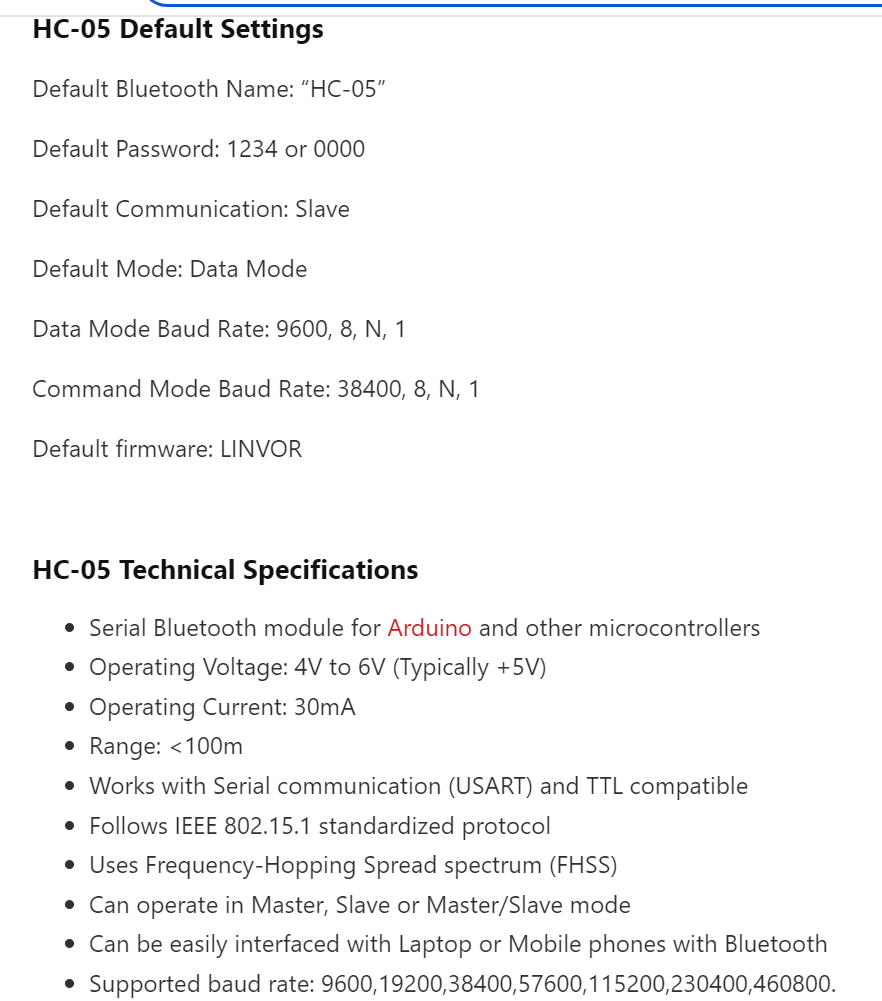 HC-05 Default Settings
Default Bluetooth Name: “HC-05”
Default Password: 1234 or 0000
Default Communication: Slave
Default Mode: Data Mode
Data Mode Baud Rate: 9600, 8, N, 1
Command Mode Baud Rate: 38400, 8, N, 1
Default firmware: LINVOR
HC-05 Technical Specifications
• Serial Bluetooth module for Arduino and other microcontrollers
• Operating Voltage: 4V to 6V (Typically +5V)
• Operating Current: 30mA
• Range: <100m
• Works with Serial communication (USART) and TTL compatible
• Follows IEEE 802.15.1 standardized protocol
• Uses Frequency-Hopping Spread spectrum (FHSS)
• Can operate in Master, Slave or Master/Slave mode
• Can be easily interfaced with Laptop or Mobile phones with Bluetooth
• Supported baud rate: 9600,19200,38400,57600,115200,230400,460800.